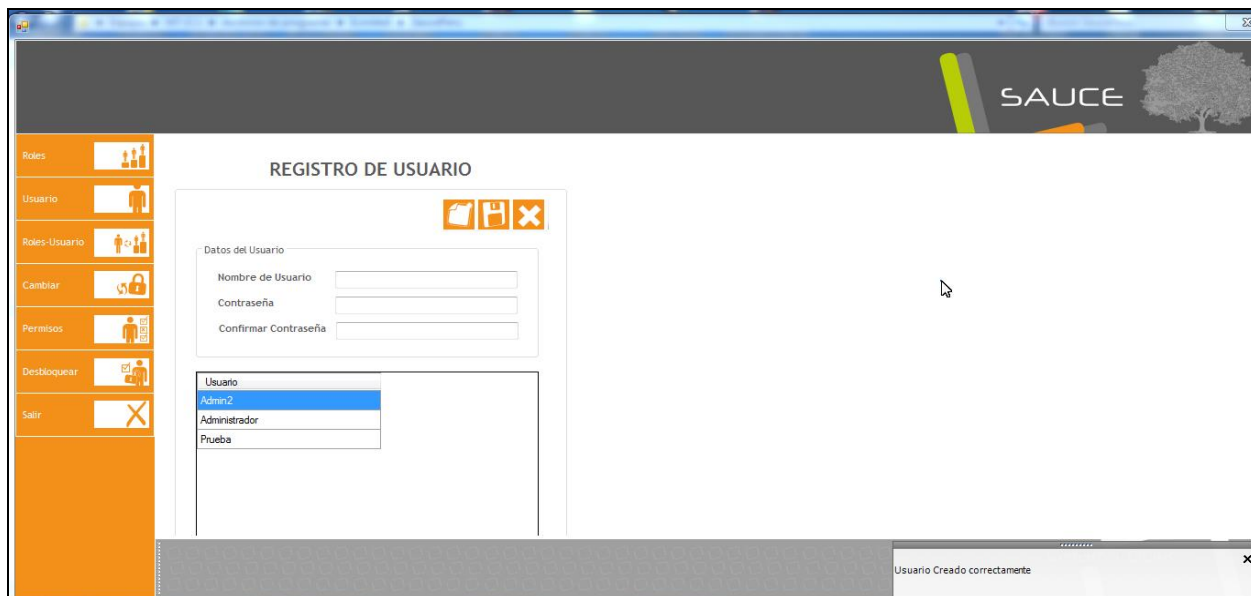 SAUCE
Roles
Usuario
Roles-Usuario
Cambiar
Permisos
Desbloquear
Salir
REGISTRO DE USUARIO
Datos del Usuario
Nombre de Usuario
Contraseña
Confirmar Contraseña
Usuario
Admin2
Administrador
Prueba
Usuario Creado correctamente